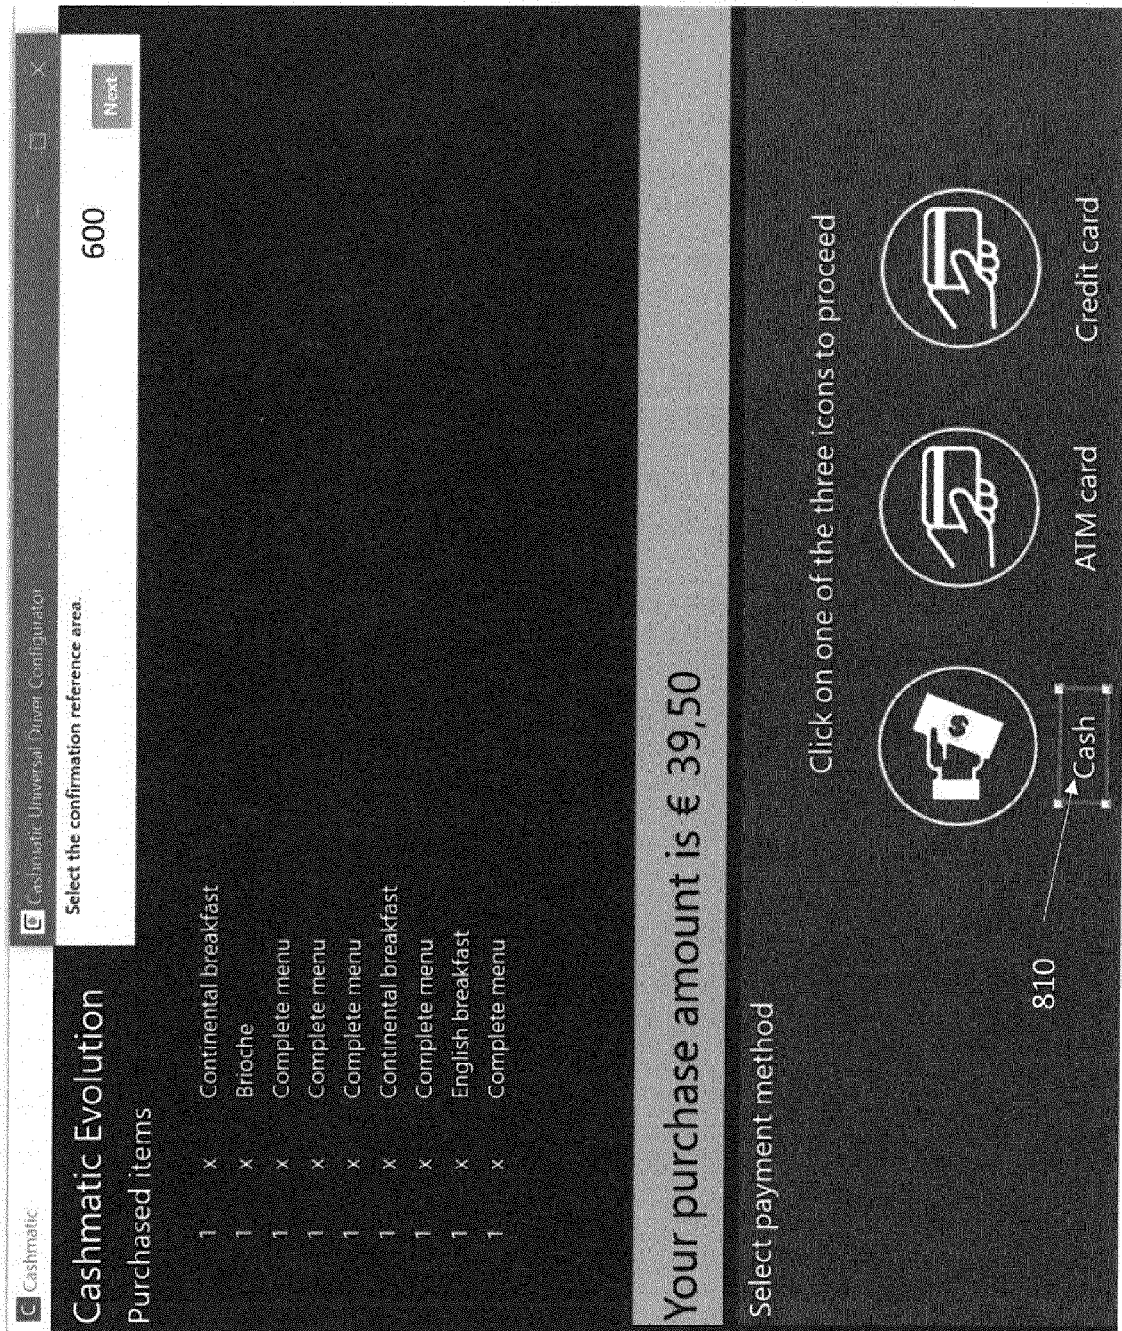 C Cashmatic
Cashmatic Universal Driver Configurator
Select the confirmation reference area.
600
Next
Cashmatic Evolution
Purchased items
1 x Continental breakfast
1 x Brioche
1 x Complete menu
1 x Complete menu
1 x Complete menu
1 x Continental breakfast
1 x Complete menu
1 x English breakfast
1 x Complete menu
Your purchase amount is € 39,50
Select payment method
Click on one of the three icons to proceed
810
Cash
ATM card
Credit card